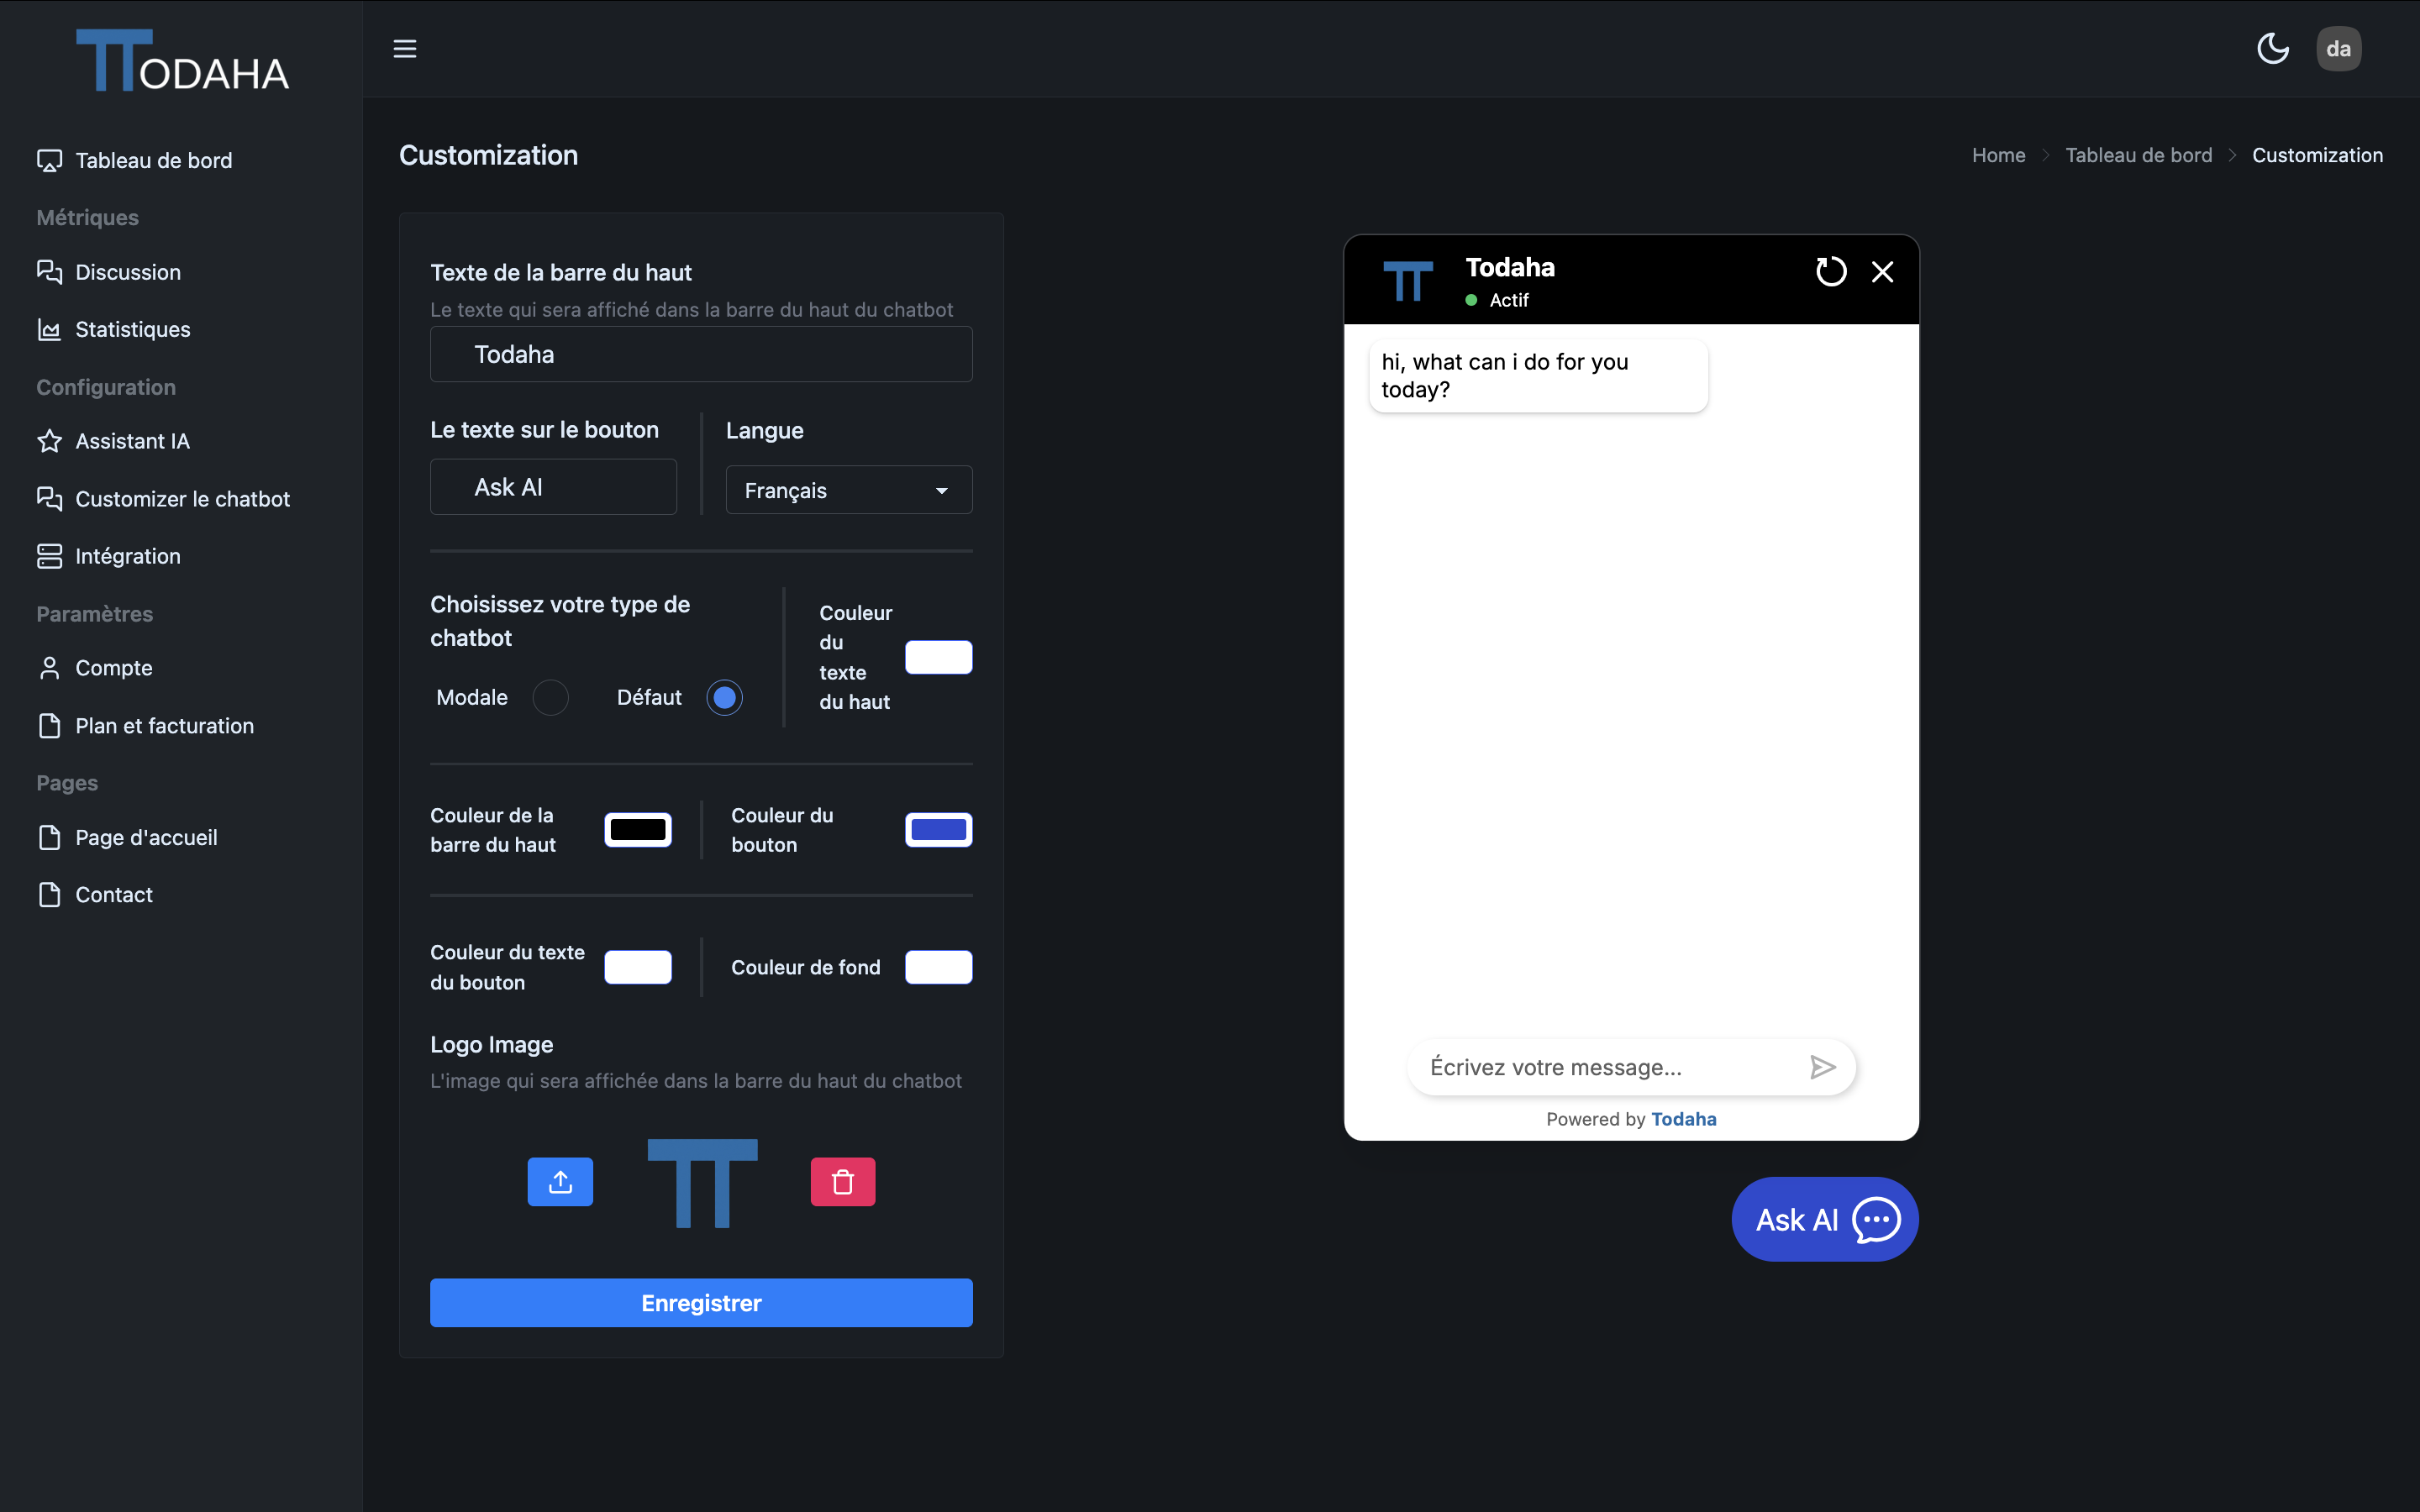 TODAHA
da
Tableau de bord
Métriques
Discussion
Statistiques
Configuration
Assistant IA
Customizer le chatbot
Intégration
Paramètres
Compte
Plan et facturation
Pages
Page d'accueil
Contact
Customization
Home > Tableau de bord > Customization
Texte de la barre du haut
Le texte qui sera affiché dans la barre du haut du chatbot
Todaha
Le texte sur le bouton
Ask AI
Langue
Français
Choisissez votre type de
chatbot
Modale
Défaut
Couleur
du
texte
du haut
Couleur de la
barre du haut
Couleur du
bouton
Couleur du texte
du bouton
Couleur de fond
Logo Image
L'image qui sera affichée dans la barre du haut du chatbot
Enregistrer
Todaha
Actif
hi, what can i do for you
today?
Écrivez votre message...
Powered by Todaha
Ask AI